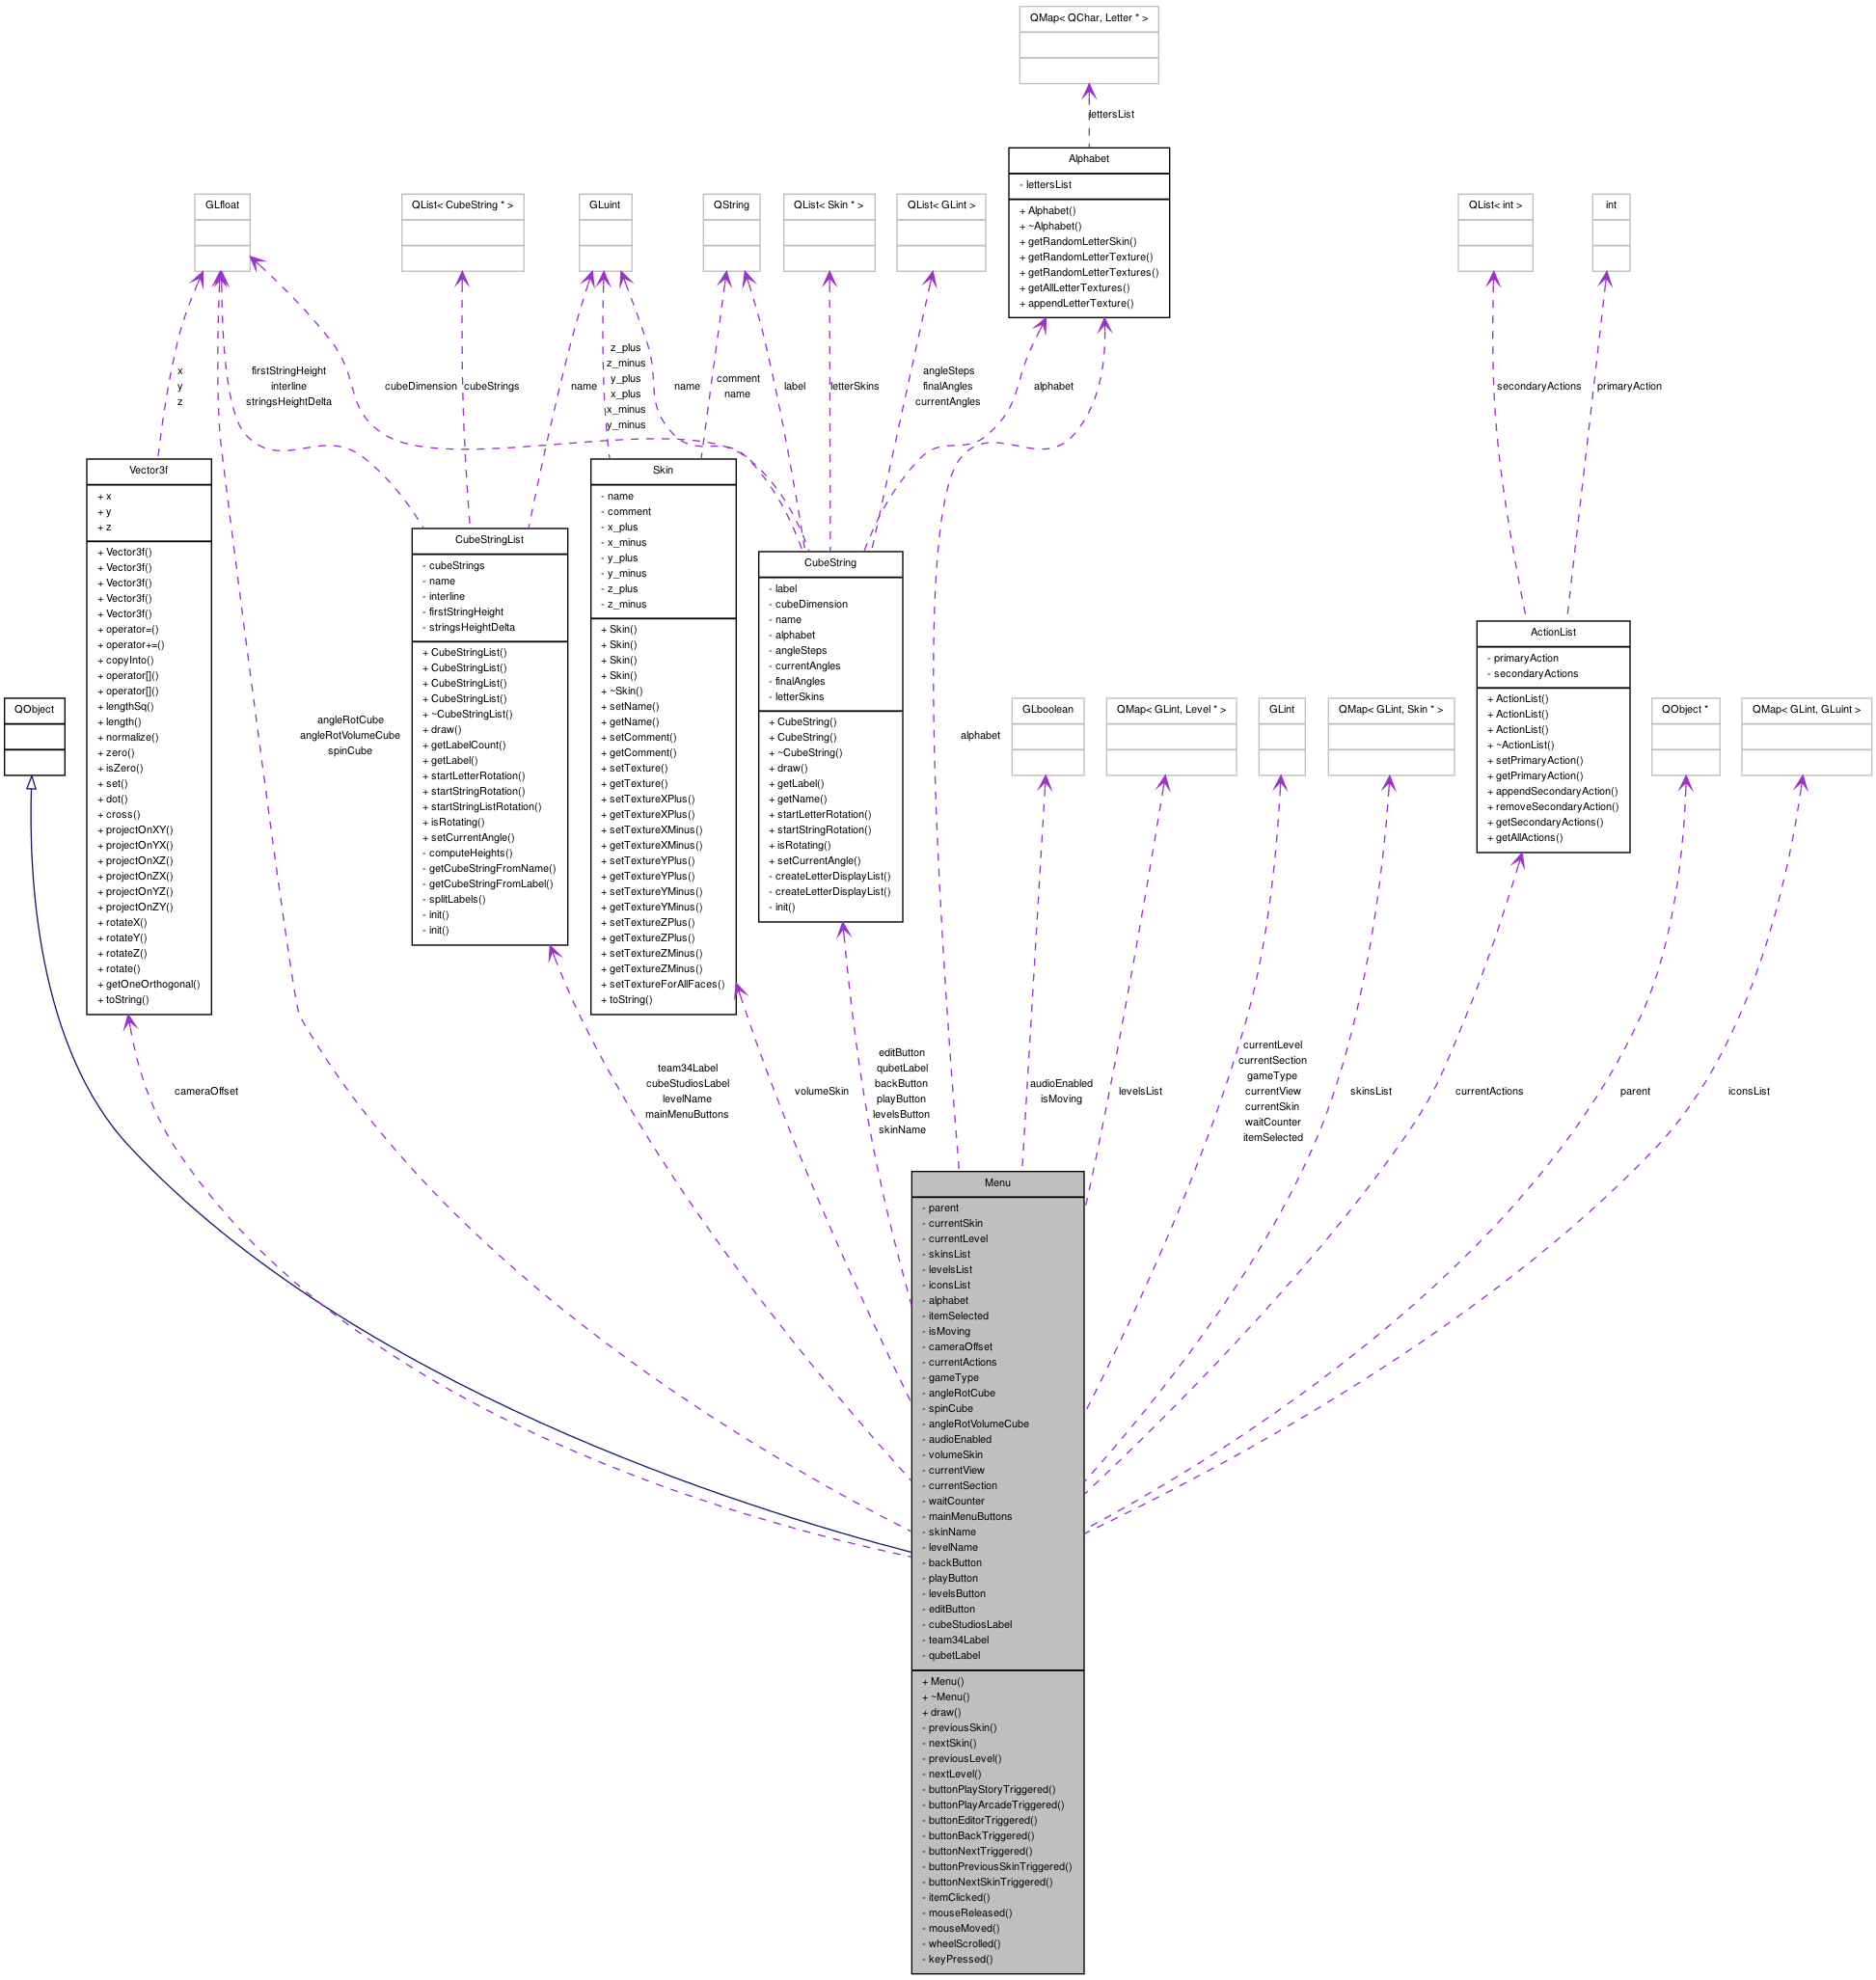 QMap< QChar, Letter * >
lettersList
Alphabet
- lettersList
+ Alphabet()
+ ~Alphabet()
+ getRandomLetterSkin()
+ getRandomLetterTexture()
+ getRandomLetterTextures()
+ getAllLetterTextures()
+ appendLetterTexture()
GLfloat
QList< CubeString * >
GLuint
QString
QList< Skin * >
QList< GLint >
QList< int >
int
x
y
z
firstStringHeight
interline
stringsHeightDelta
cubeDimension
cubeStrings
name
z_plus
z_minus
y_plus
x_plus
x_minus
y_minus
name
comment
name
label
letterSkins
angleSteps
finalAngles
currentAngles
alphabet
secondaryActions
primaryAction
Vector3f
+ x
+ y
+ z
+ Vector3f()
+ Vector3f()
+ Vector3f()
+ Vector3f()
+ Vector3f()
+ operator=()
+ operator+=()
+ copyInto()
+ operator[]()
+ operator[]()
+ lengthSq()
+ length()
+ normalize()
+ zero()
+ isZero()
+ set()
+ dot()
+ cross()
+ projectOnXY()
+ projectOnYX()
+ projectOnXZ()
+ projectOnZX()
+ projectOnYZ()
+ projectOnZY()
+ rotateX()
+ rotateY()
+ rotateZ()
+ rotate()
+ getOneOrthogonal()
+ toString()
CubeStringList
- cubeStrings
- name
- interline
- firstStringHeight
- stringsHeightDelta
+ CubeStringList()
+ CubeStringList()
+ CubeStringList()
+ CubeStringList()
+ ~CubeStringList()
+ draw()
+ getLabelCount()
+ getLabel()
+ startLetterRotation()
+ startStringRotation()
+ startStringListRotation()
+ isRotating()
+ setCurrentAngle()
- computeHeights()
- getCubeStringFromName()
- getCubeStringFromLabel()
- splitLabels()
- init()
- init()
Skin
- name
- comment
- x_plus
- x_minus
- y_plus
- y_minus
- z_plus
- z_minus
+ Skin()
+ Skin()
+ Skin()
+ Skin()
+ ~Skin()
+ setName()
+ getName()
+ setComment()
+ getComment()
+ setTexture()
+ getTexture()
+ setTextureXPlus()
+ getTextureXPlus()
+ setTextureXMinus()
+ getTextureXMinus()
+ setTextureYPlus()
+ getTextureYPlus()
+ setTextureYMinus()
+ getTextureYMinus()
+ setTextureZPlus()
+ getTextureZPlus()
+ setTextureZMinus()
+ getTextureZMinus()
+ setTextureForAllFaces()
+ toString()
CubeString
- label
- cubeDimension
- name
- alphabet
- angleSteps
- currentAngles
- finalAngles
- letterSkins
+ CubeString()
+ CubeString()
+ ~CubeString()
+ draw()
+ getLabel()
+ getName()
+ startLetterRotation()
+ startStringRotation()
+ isRotating()
+ setCurrentAngle()
- createLetterDisplayList()
- createLetterDisplayList()
- init()
ActionList
- primaryAction
- secondaryActions
+ ActionList()
+ ActionList()
+ ActionList()
+ ~ActionList()
+ setPrimaryAction()
+ getPrimaryAction()
+ appendSecondaryAction()
+ removeSecondaryAction()
+ getSecondaryActions()
+ getAllActions()
QObject
angleRotCube
angleRotVolumeCube
spinCube
alphabet
GLboolean
QMap< GLint, Level * >
GLint
QMap< GLint, Skin * >
QObject *
QMap< GLint, GLuint >
cameraOffset
team34Label
cubeStudiosLabel
levelName
mainMenuButtons
volumeSkin
editButton
qubetLabel
backButton
playButton
levelsButton
skinName
audioEnabled
isMoving
levelsList
currentLevel
currentSection
gameType
currentView
currentSkin
waitCounter
itemSelected
skinsList
currentActions
parent
iconsList
Menu
- parent
- currentSkin
- currentLevel
- skinsList
- levelsList
- iconsList
- alphabet
- itemSelected
- isMoving
- cameraOffset
- currentActions
- gameType
- angleRotCube
- spinCube
- angleRotVolumeCube
- audioEnabled
- volumeSkin
- currentView
- currentSection
- waitCounter
- mainMenuButtons
- skinName
- levelName
- backButton
- playButton
- levelsButton
- editButton
- cubeStudiosLabel
- team34Label
- qubetLabel
+ Menu()
+ ~Menu()
+ draw()
- previousSkin()
- nextSkin()
- previousLevel()
- nextLevel()
- buttonPlayStoryTriggered()
- buttonPlayArcadeTriggered()
- buttonEditorTriggered()
- buttonBackTriggered()
- buttonNextTriggered()
- buttonPreviousSkinTriggered()
- buttonNextSkinTriggered()
- itemClicked()
- mouseReleased()
- mouseMoved()
- wheelScrolled()
- keyPressed()